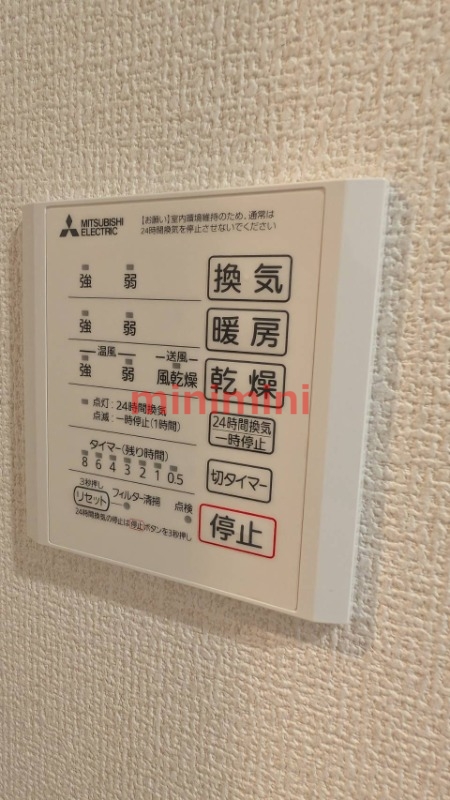 MITSUBISHI
ELECTRIC
【お願い】室内環境維持のため、通常は
24時間換気を停止させないでください
強 弱 換気
強 弱 暖房
温風 送風
強 弱 風乾燥 乾燥
minimini
点灯:24時間換気
点滅:一時停止(1時間)
24時間換気
一時停止
タイマー(残り時間)
8 6 4 3 2 1 0.5
切タイマー
3秒押し
リセット フィルター清掃 点検
停止
24時間換気の停止は停止ボタンを3秒押し